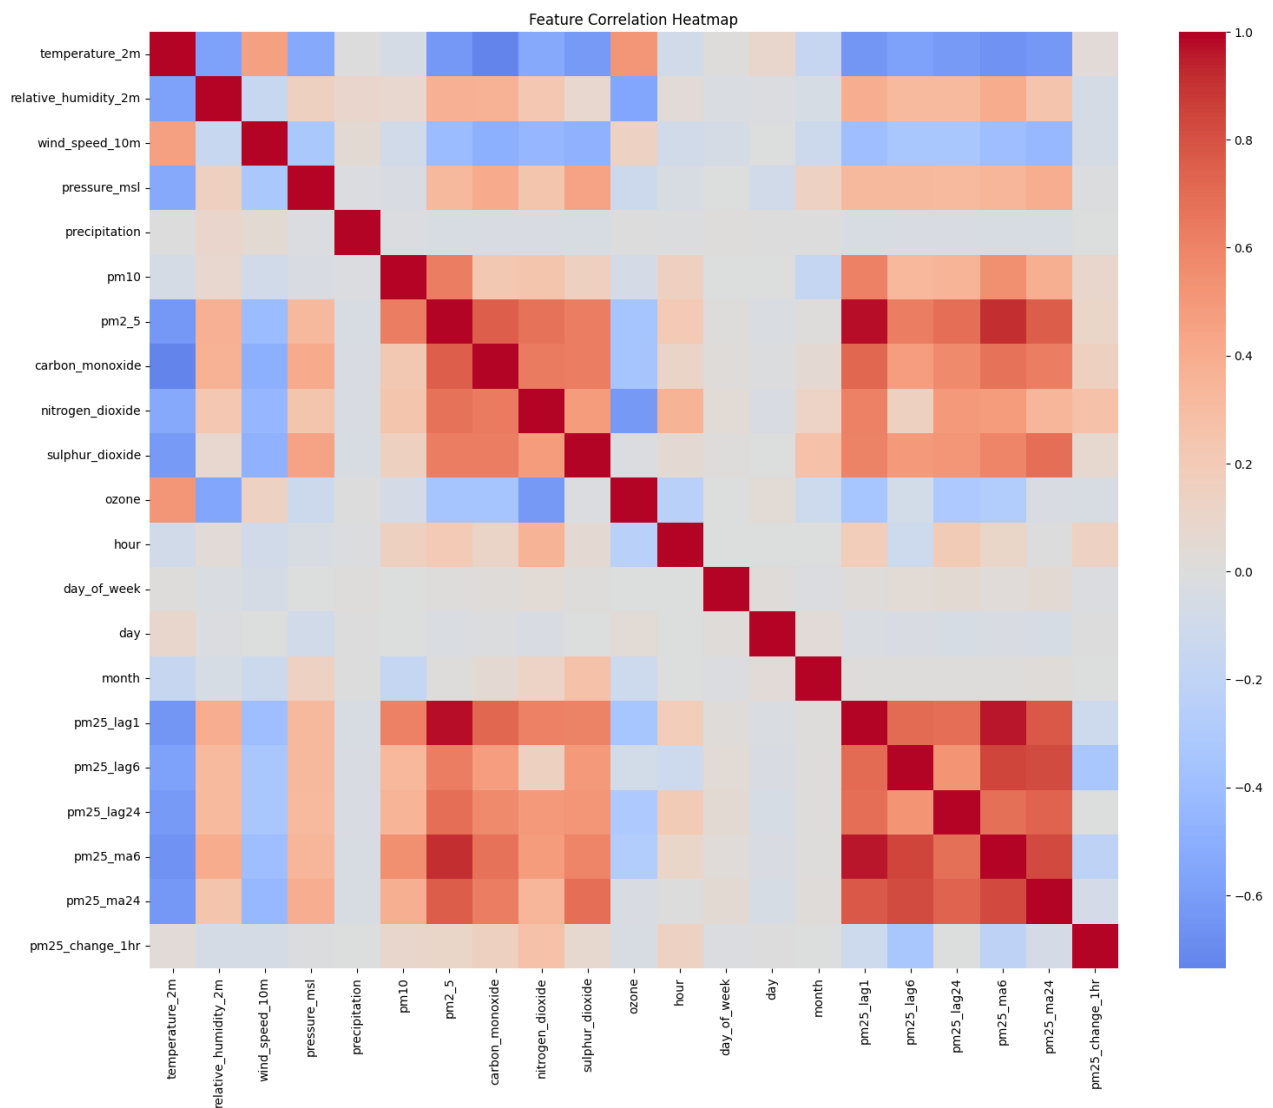 Feature Correlation Heatmap
temperature_2m
relative_humidity_2m
wind_speed_10m
pressure_msl
precipitation
pm10
pm2_5
carbon_monoxide
nitrogen_dioxide
sulphur_dioxide
ozone
hour
day_of_week
day
month
pm25_lag1
pm25_lag6
pm25_lag24
pm25_ma6
pm25_ma24
pm25_change_1hr
temperature_2m
relative_humidity_2m
wind_speed_10m
pressure_msl
precipitation
pm10
pm2_5
carbon_monoxide
nitrogen_dioxide
sulphur_dioxide
ozone
hour
day_of_week
day
month
pm25_lag1
pm25_lag6
pm25_lag24
pm25_ma6
pm25_ma24
pm25_change_1hr
1.0
0.8
0.6
0.4
0.2
0.0
−0.2
−0.4
−0.6